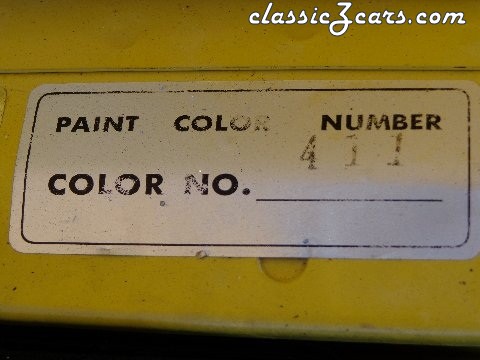 classicZcars.com
PAINT COLOR NUMBER
411
COLOR NO.